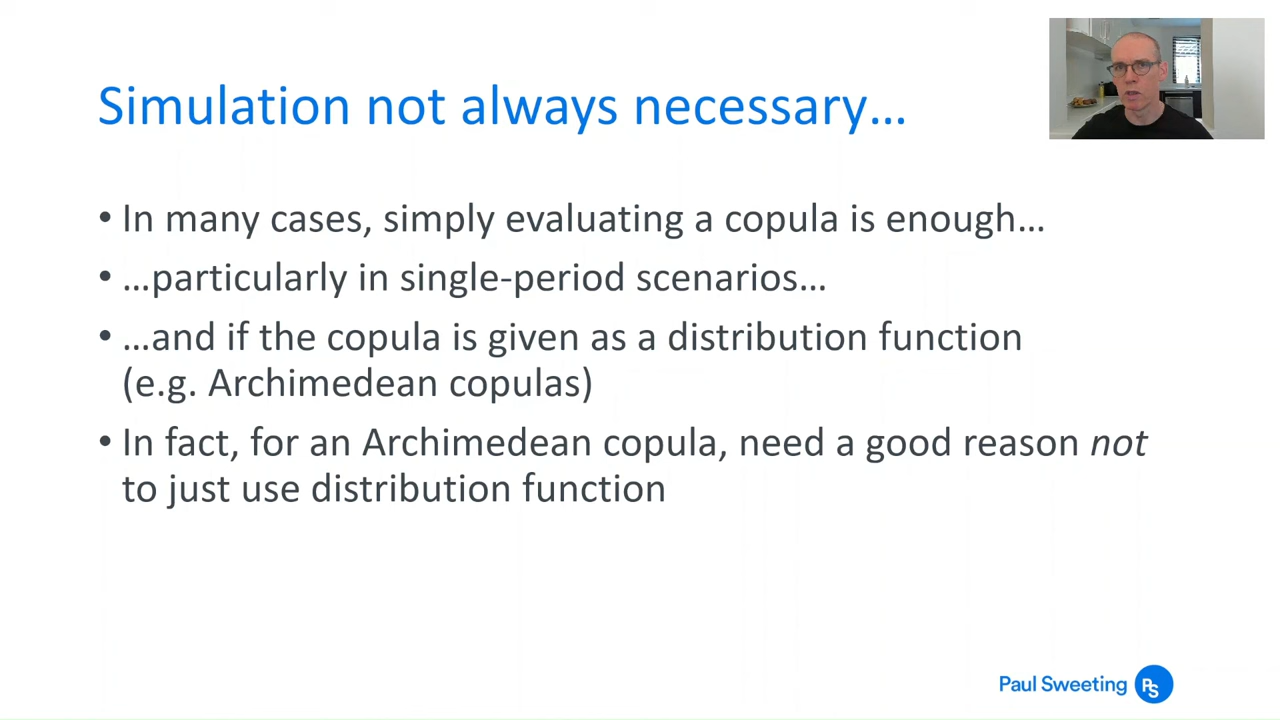 Simulation not always necessary…
• In many cases, simply evaluating a copula is enough…
• …particularly in single-period scenarios…
• …and if the copula is given as a distribution function
(e.g. Archimedean copulas)
• In fact, for an Archimedean copula, need a good reason not
to just use distribution function
Paul Sweeting PS